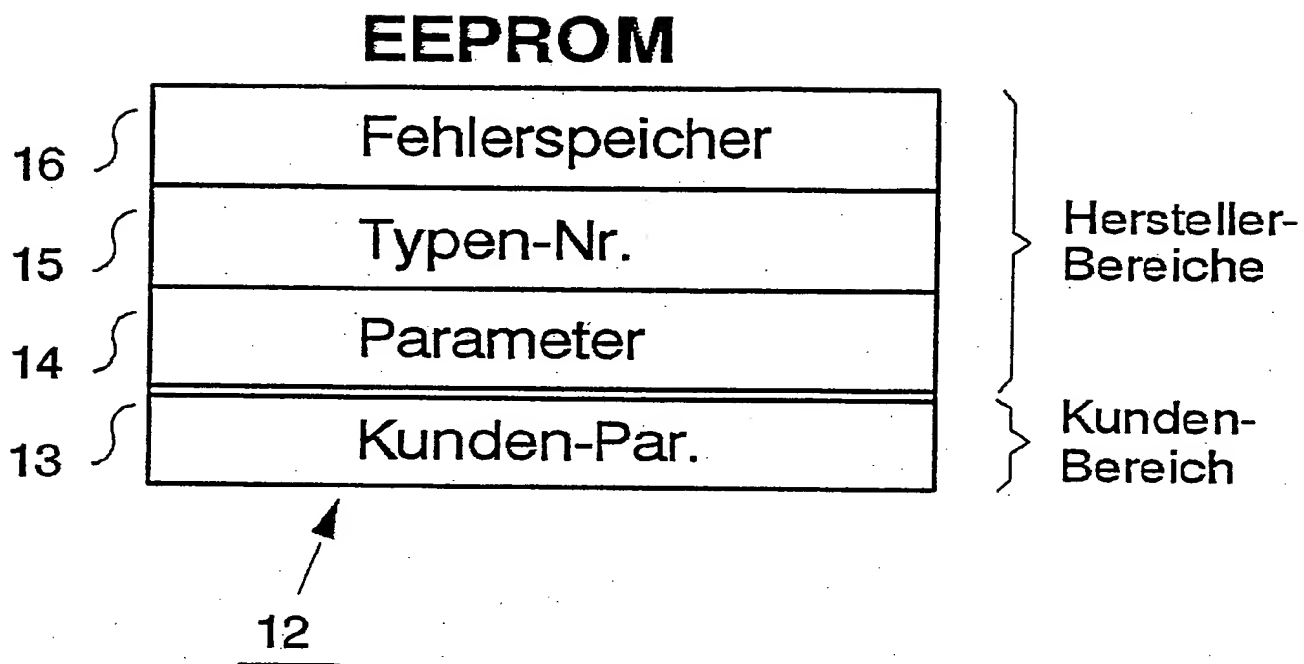 EEPROM
16 Fehlerspeicher
15 Typen-Nr.
14 Parameter
13 Kunden-Par.
Hersteller-
Bereiche
Kunden-
Bereich
12